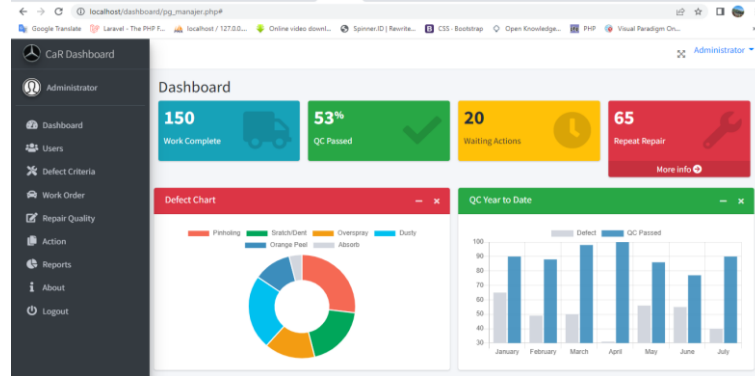 localhost/dashboard/pg_manajer.php#
Google Translate Laravel - The PHP F... localhost / 127.0.0.... Online video downl... Spinner.ID | Rewrite... CSS · Bootstrap Open Knowledge... PHP Visual Paradigm On...
CaR Dashboard
Administrator
Administrator
Dashboard
Users
Defect Criteria
Work Order
Repair Quality
Action
Reports
About
Logout
Dashboard
150
Work Complete
53%
QC Passed
20
Waiting Actions
65
Repeat Repair
More info
Defect Chart
Pinholing Sratch/Dent Overspray Dusty
Orange Peel Absorb
QC Year to Date
Defect QC Passed
100
90
80
70
60
50
40
30
January February March April May June July